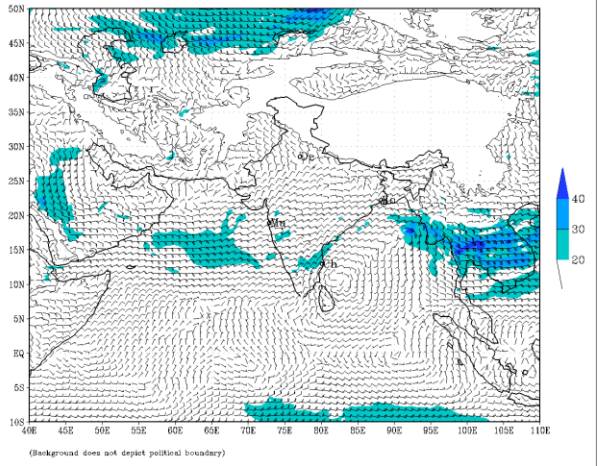 50N
45N
40N
35N
30N
25N
20N
15N
10N
5N
EQ
5S
10S
Mu
Ch
40
30
20
40E 45E 50E 55E 60E 65E 70E 75E 80E 85E 90E 95E 100E 105E 110E
(Background does not depict political boundary)